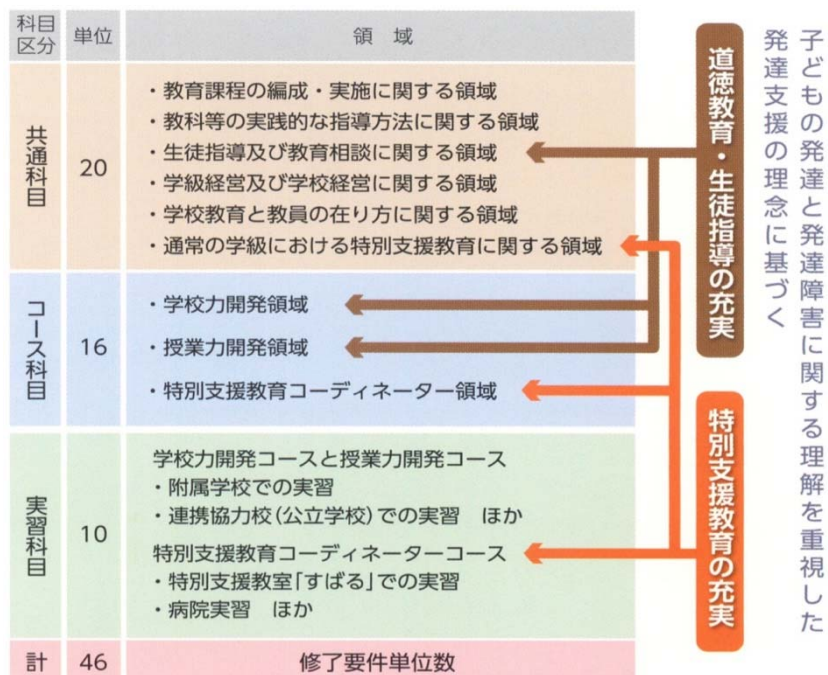 科目
区分
単位
領 域
共通科目
20
・教育課程の編成・実施に関する領域
・教科等の実践的な指導方法に関する領域
・生徒指導及び教育相談に関する領域
・学級経営及び学校経営に関する領域
・学校教育と教員の在り方に関する領域
・通常の学級における特別支援教育に関する領域
コース科目
16
・学校力開発領域
・授業力開発領域
・特別支援教育コーディネーター領域
実習科目
10
学校力開発コースと授業力開発コース
・附属学校での実習
・連携協力校(公立学校)での実習 ほか
特別支援教育コーディネーターコース
・特別支援教室「すばる」での実習
・病院実習 ほか
計
46
修了要件単位数
道徳教育・生徒指導の充実
特別支援教育の充実
子どもの発達と発達障害に関する理解を重視した
発達支援の理念に基づく